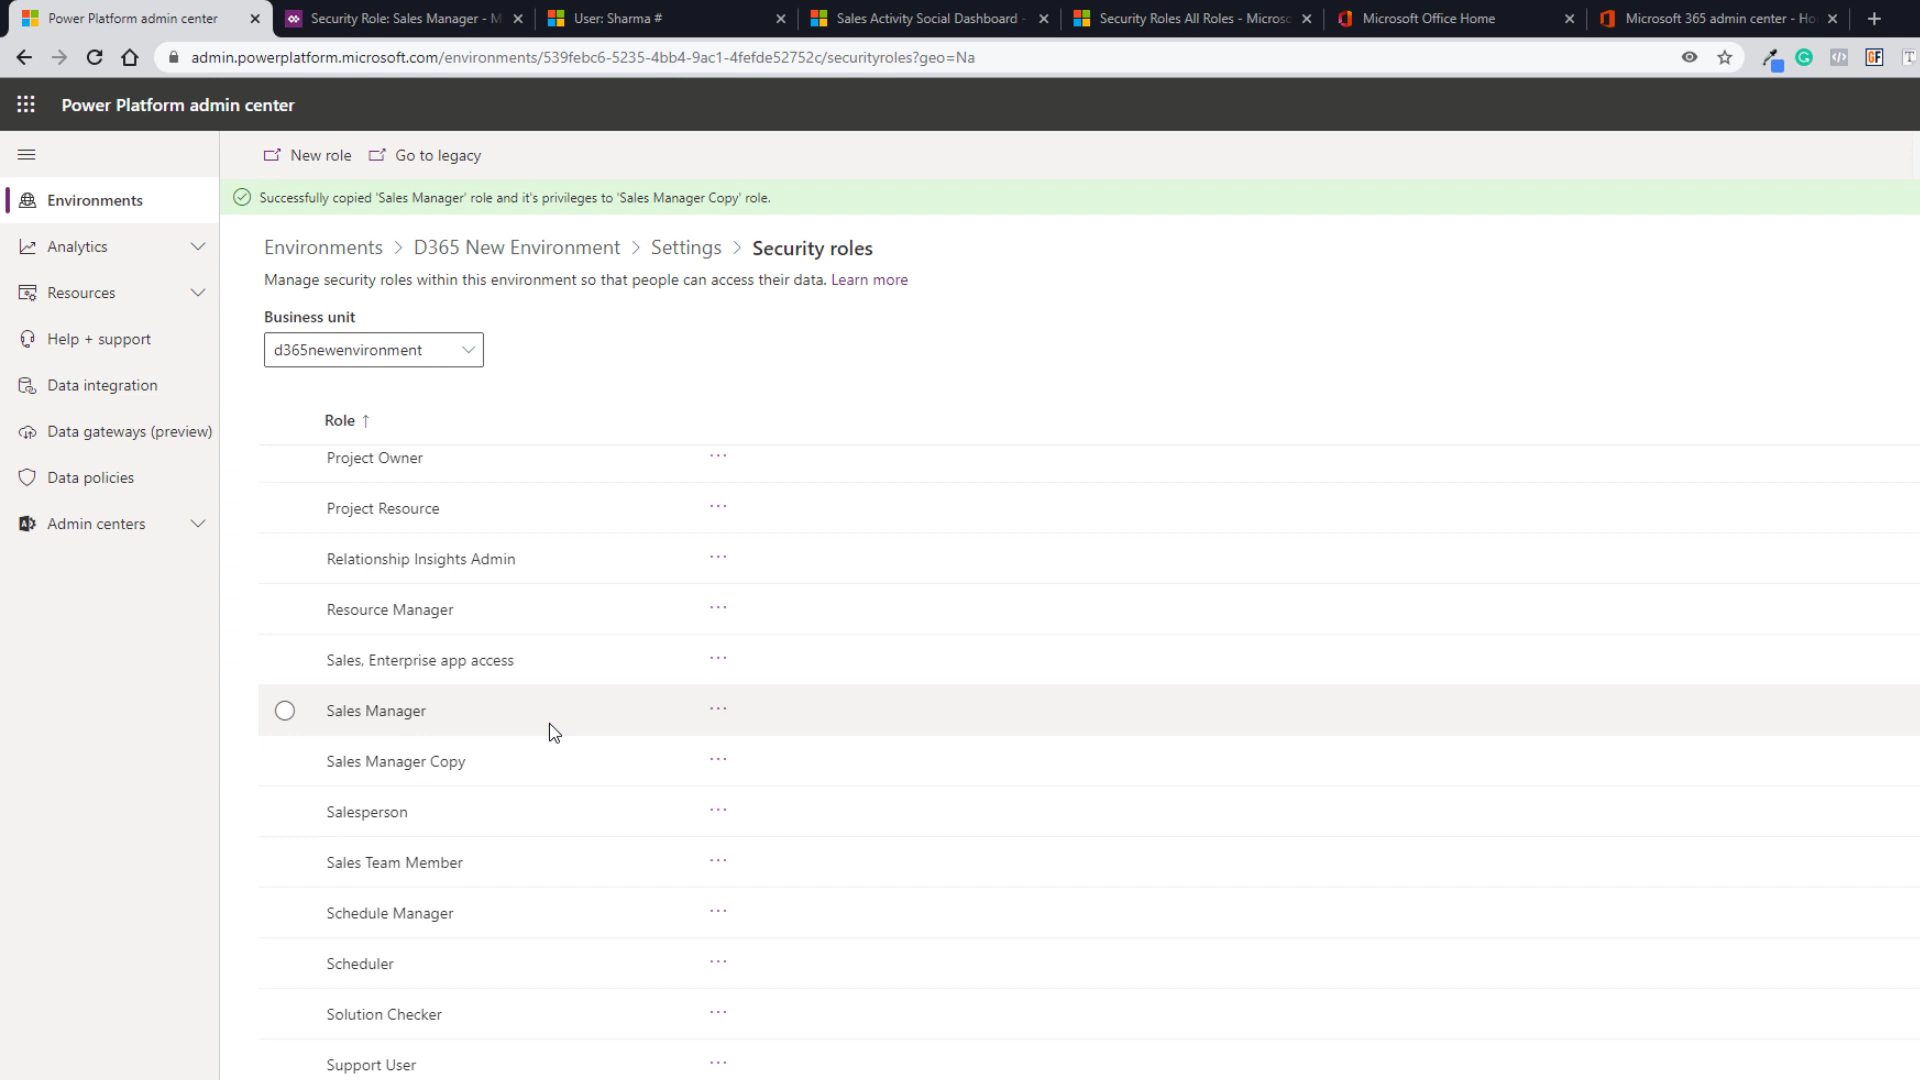 Power Platform admin center
Security Role: Sales Manager - M
User: Sharma #
Sales Activity Social Dashboard -
Security Roles All Roles - Microso
Microsoft Office Home
Microsoft 365 admin center - Ho
admin.powerplatform.microsoft.com/environments/539febc6-5235-4bb4-9ac1-4fefde52752c/securityroles?geo=Na
GF
T
Power Platform admin center
New role
Go to legacy
Environments
Successfully copied 'Sales Manager' role and it's privileges to 'Sales Manager Copy' role.
Analytics
Environments > D365 New Environment > Settings > Security roles
Resources
Manage security roles within this environment so that people can access their data. Learn more
Help + support
Business unit
Data integration
d365newenvironment
Data gateways (preview)
Role ↑
Data policies
Admin centers
Project Owner ...
Project Resource ...
Relationship Insights Admin ...
Resource Manager ...
Sales, Enterprise app access ...
Sales Manager ...
Sales Manager Copy ...
Salesperson ...
Sales Team Member ...
Schedule Manager ...
Scheduler ...
Solution Checker ...
Support User ...